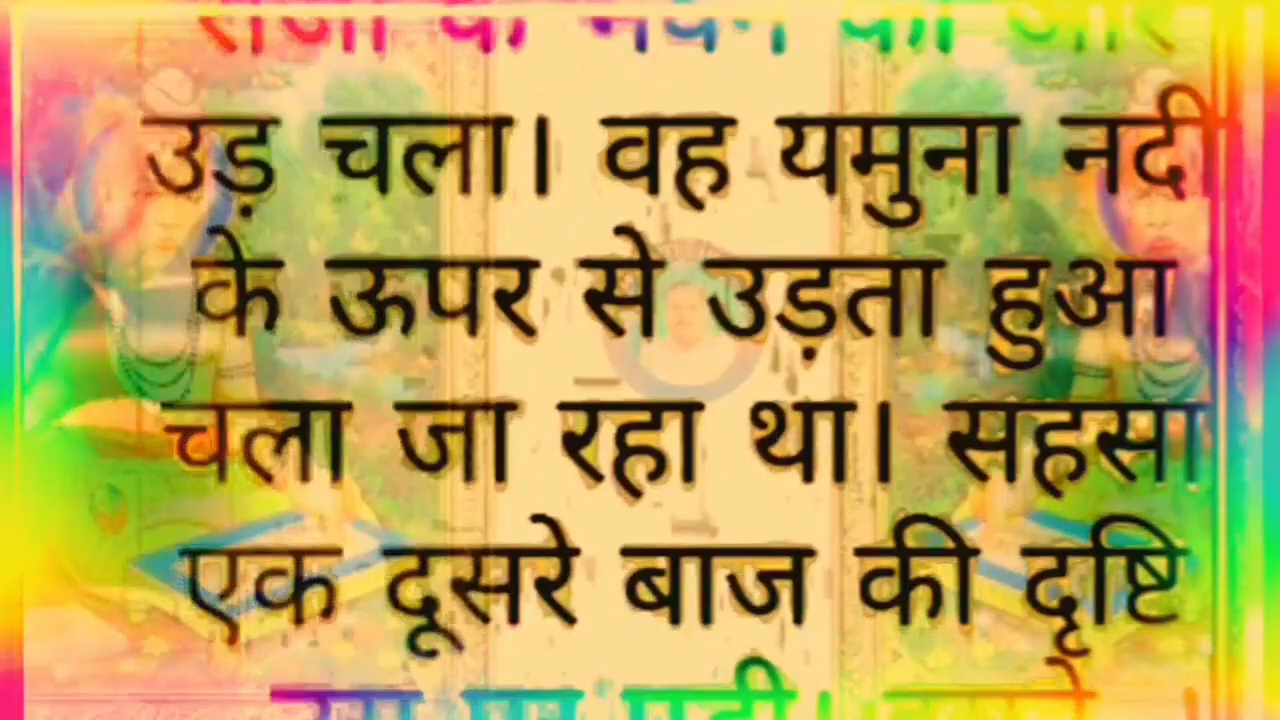 उड़ चला। वह यमुना नदी
के ऊपर से उड़ता हुआ
चला जा रहा था। सहसा
एक दूसरे बाज की दृष्टि